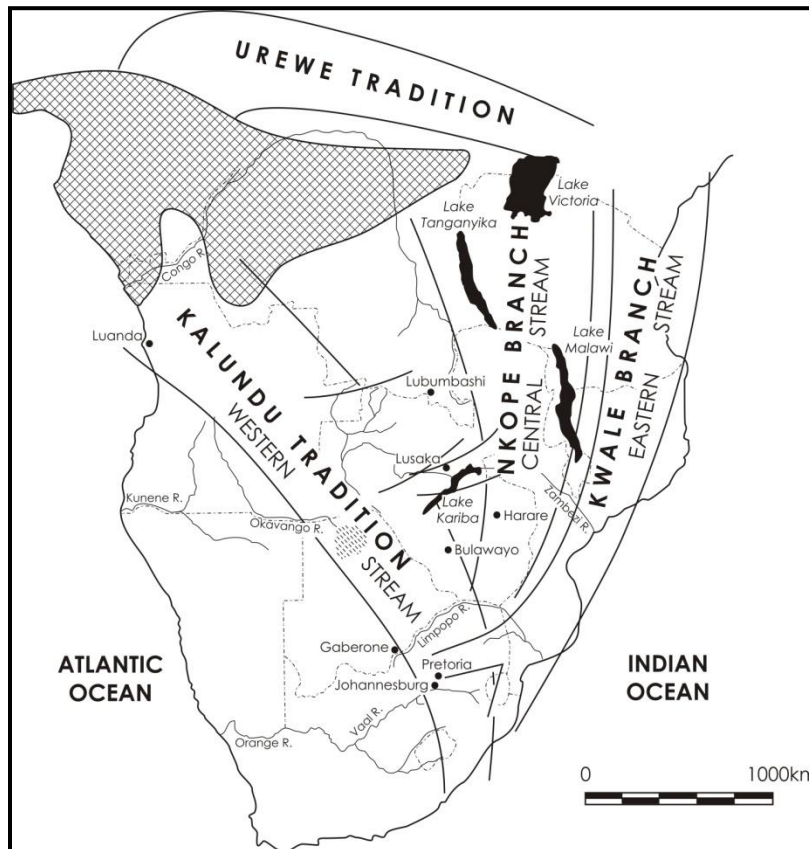 UREWE TRADITION
Lake
Victoria
Lake
Tanganyika
Congo R.
Luanda
KALUNDU TRADITION
WESTERN
STREAM
NKOPE BRANCH
CENTRAL
STREAM
Lake
Malawi
KWALE BRANCH
EASTERN
STREAM
Lubumbashi
Lusaka
Lake
Kariba
Harare
Zambezi R.
Kunene R.
Okãvango R.
Bulawayo
Limpopo R.
Gaberone
Pretoria
Johannesburg
Vaal R.
Orange R.
ATLANTIC
OCEAN
INDIAN
OCEAN
0 1000km